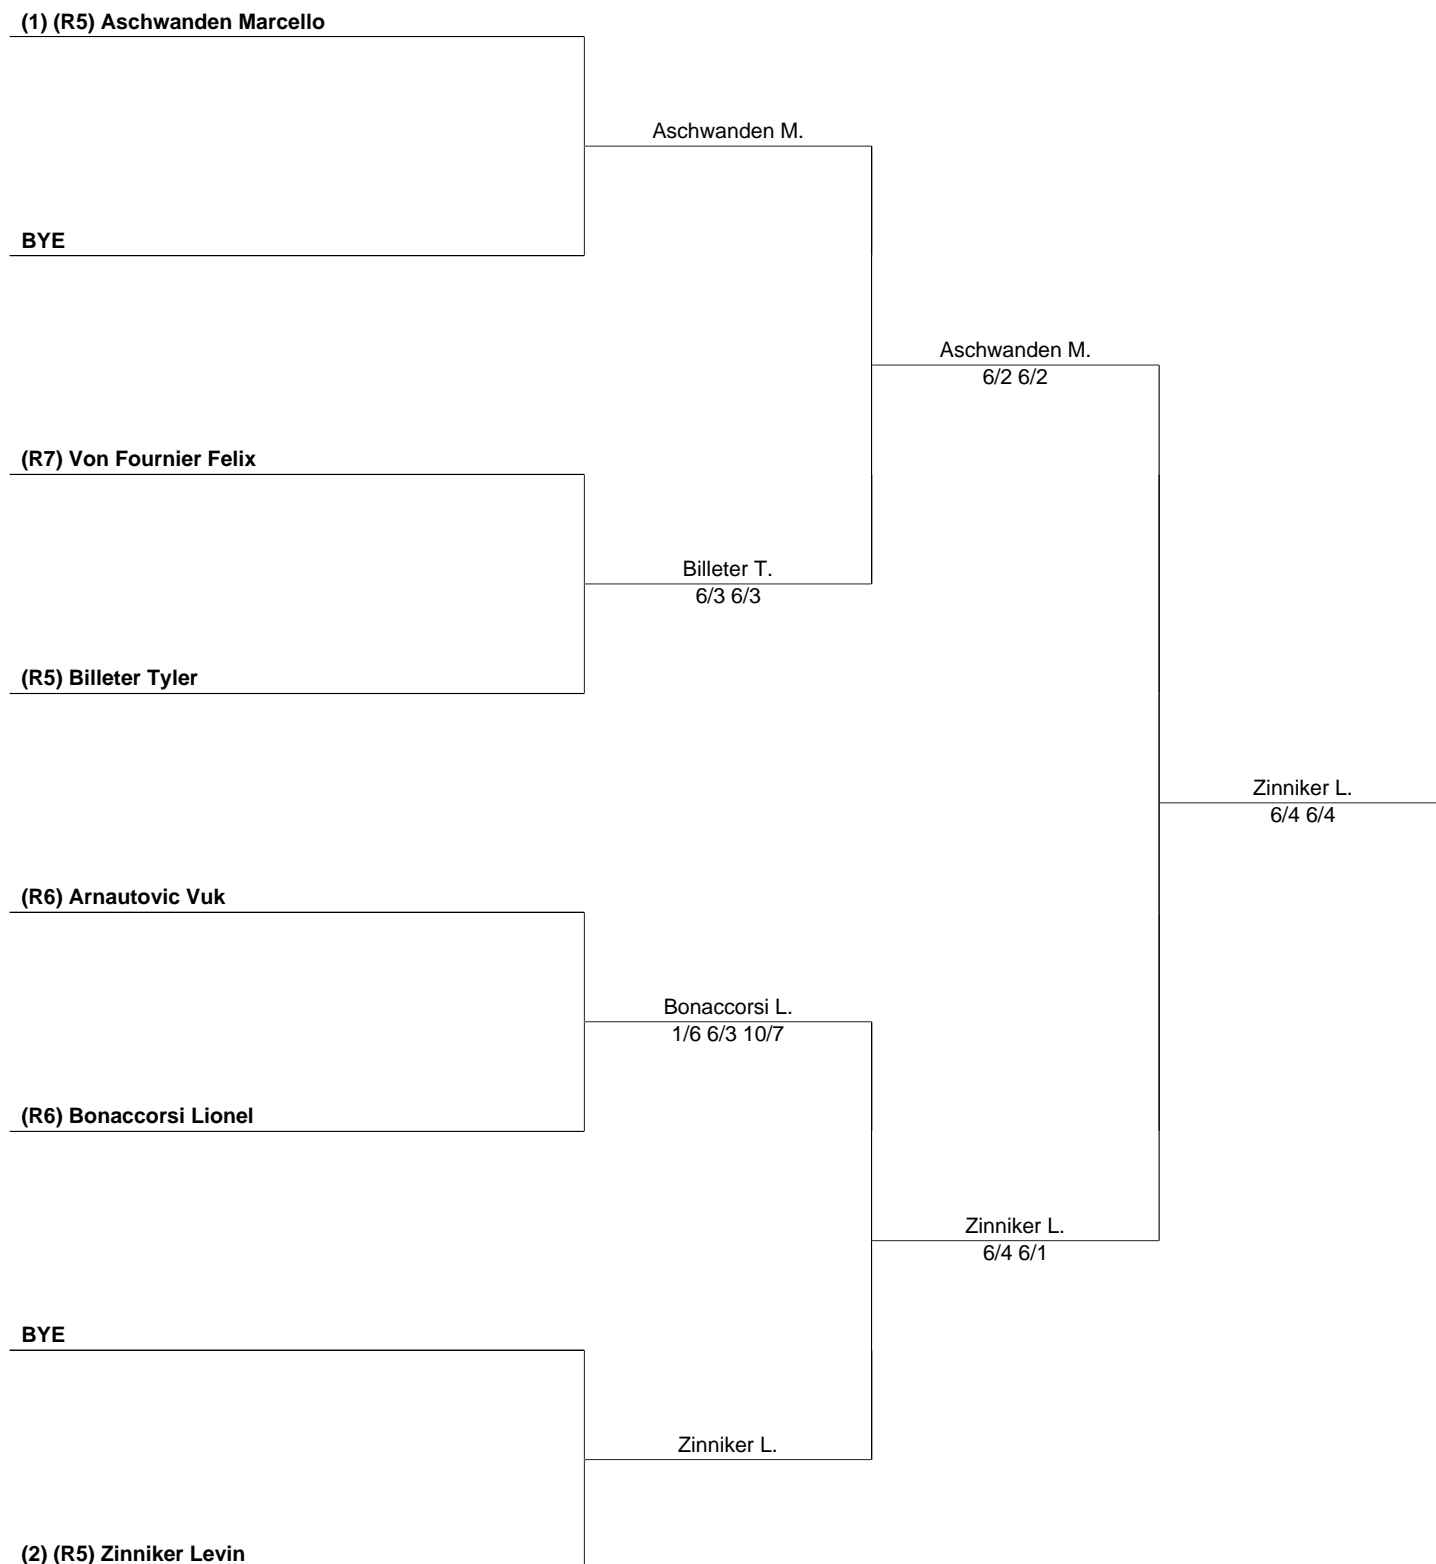 (1) (R5) Aschwanden Marcello
Aschwanden M.
BYE
Aschwanden M.
6/2 6/2
(R7) Von Fournier Felix
Billeter T.
6/3 6/3
(R5) Billeter Tyler
Zinniker L.
6/4 6/4
(R6) Arnautovic Vuk
Bonaccorsi L.
1/6 6/3 10/7
(R6) Bonaccorsi Lionel
Zinniker L.
6/4 6/1
BYE
Zinniker L.
(2) (R5) Zinniker Levin